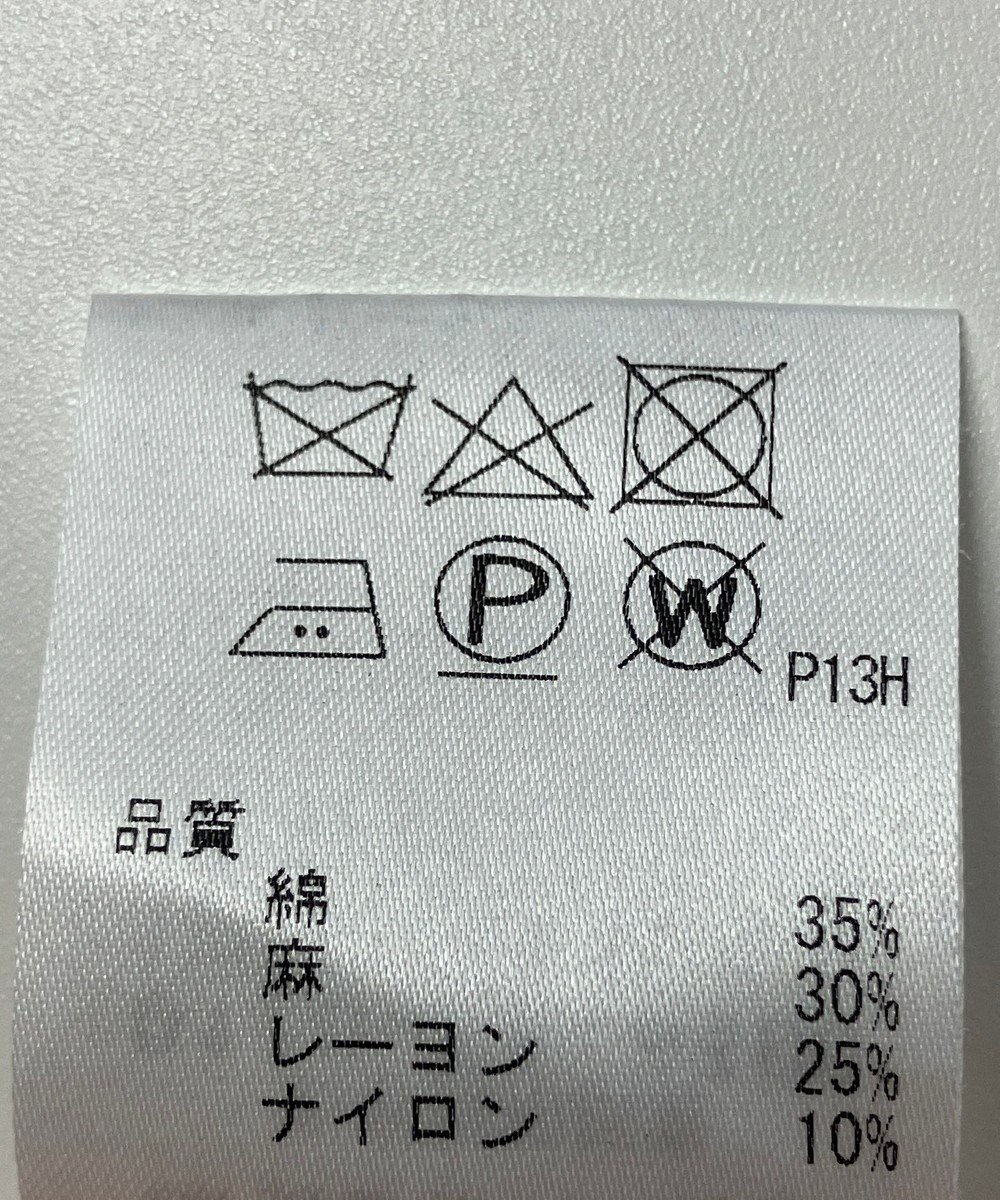 P W P13H
品質
綿 35%
麻 30%
レーヨン 25%
ナイロン 10%